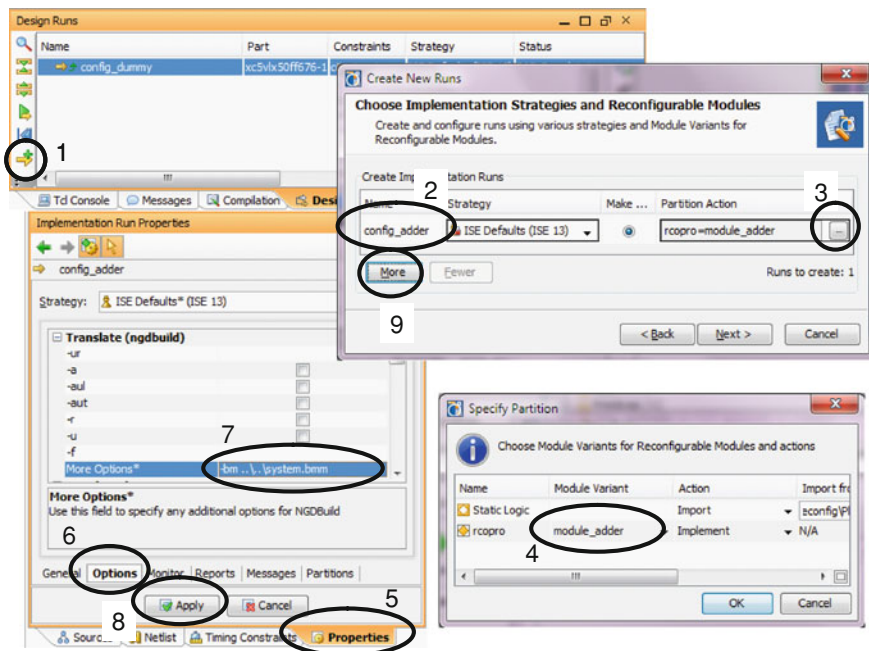 Design Runs
Name Part Constraints Strategy Status
config_dummy xc5vlx50ff676-1
1
Tcl Console Messages Compilation
Implementation Run Properties
config_adder
Strategy: ISE Defaults* (ISE 13)
Translate (ngdbuild)
-ur
-a
-aul
-aut
-r
-u
-f
7
More Options* -bm ..\..\system.bmm
More Options*
Use this field to specify any additional options for NGDBuild
6
General Options Monitor Reports Messages Partitions
8
Apply Cancel
5
Netlist Timing Constraints Properties
Create New Runs
Choose Implementation Strategies and Reconfigurable Modules
Create and configure runs using various strategies and Module Variants for
Reconfigurable Modules.
2
3
Name Strategy Make ... Partition Action
config_adder ISE Defaults (ISE 13) rcopro=module_adder ...
More Fewer Runs to create: 1
9
< Back Next > Cancel
Specify Partition
Choose Module Variants for Reconfigurable Modules and actions
Name Module Variant Action Import
Static Logic Import
rcopro module_adder Implement N/A
4
OK Cancel